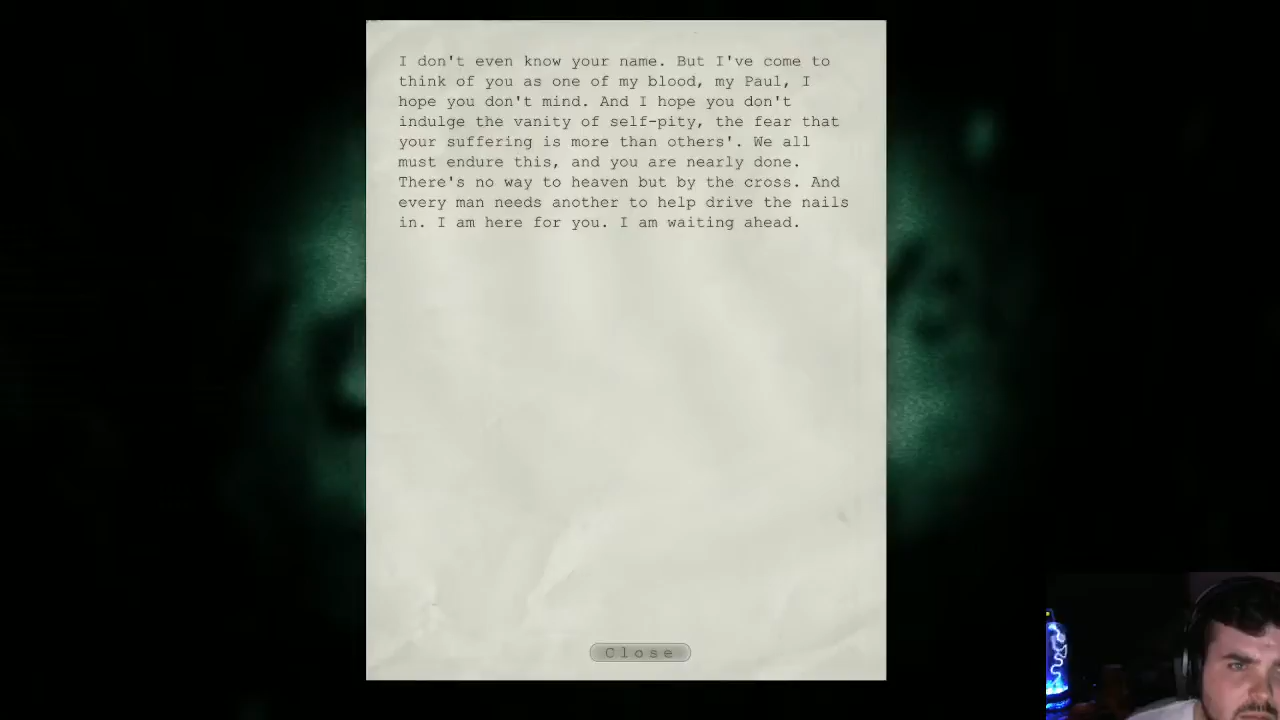 I don't even know your name. But I've come to
think of you as one of my blood, my Paul, I
hope you don't mind. And I hope you don't
indulge the vanity of self-pity, the fear that
your suffering is more than others'. We all
must endure this, and you are nearly done.
There's no way to heaven but by the cross. And
every man needs another to help drive the nails
in. I am here for you. I am waiting ahead.
Close